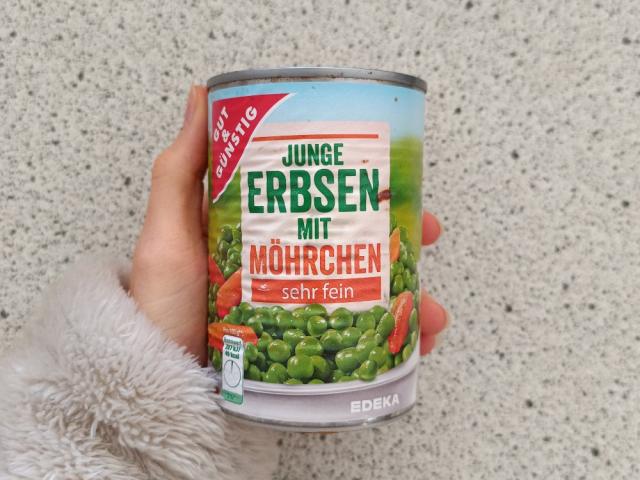 GUT
&
GÜNSTIG
JUNGE
ERBSEN
MIT
MÖHRCHEN
sehr fein
EDEKA